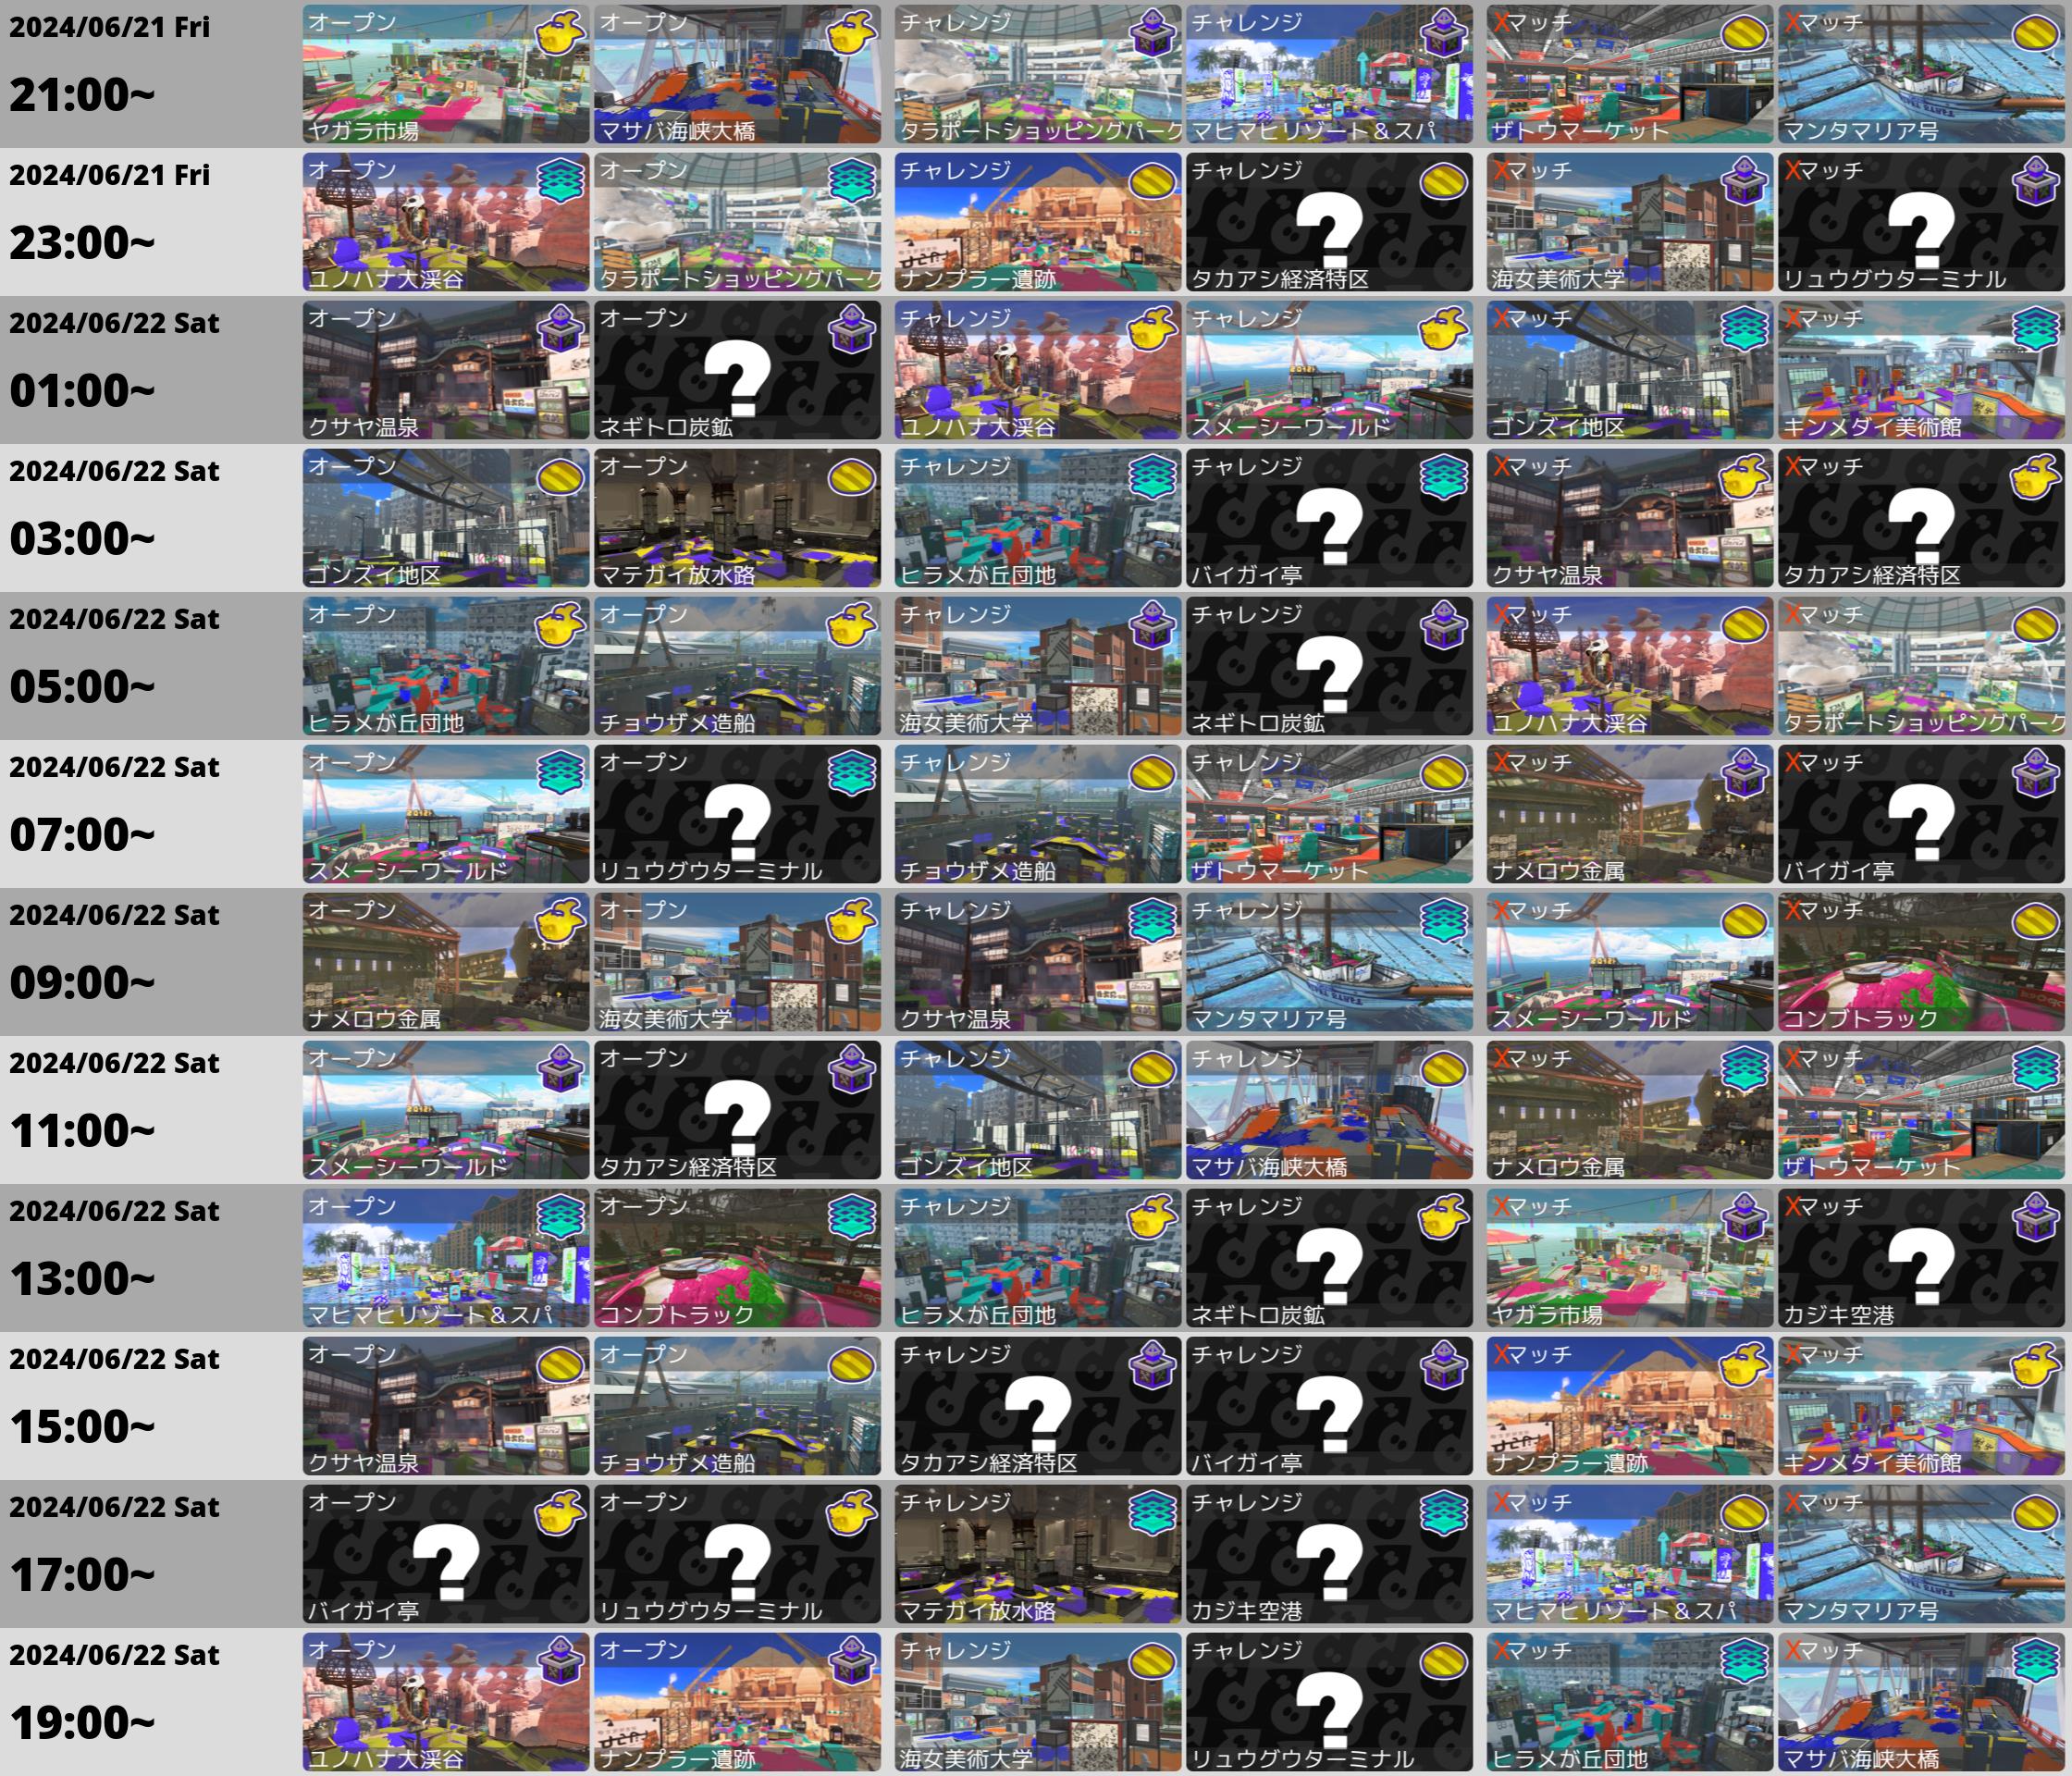 2024/06/21 Fri
21:00~
オープン
ヤガラ市場
オープン
マサバ海峡大橋
チャレンジ
タラポートショッピングパーク
チャレンジ
マヒマヒリゾート＆スパ
Xマッチ
ザトウマーケット
Xマッチ
マンタマリア号
2024/06/21 Fri
23:00~
オープン
ユノハナ大渓谷
オープン
タラポートショッピングパーク
チャレンジ
ナンプラー遺跡
チャレンジ
タカアシ経済特区
Xマッチ
海女美術大学
Xマッチ
リュウグウターミナル
2024/06/22 Sat
01:00~
オープン
クサヤ温泉
オープン
ネギトロ炭鉱
チャレンジ
ユノハナ大渓谷
チャレンジ
スメーシーワールド
Xマッチ
ゴンズイ地区
Xマッチ
キンメダイ美術館
2024/06/22 Sat
03:00~
オープン
ゴンズイ地区
オープン
マテガイ放水路
チャレンジ
ヒラメが丘団地
チャレンジ
バイガイ亭
Xマッチ
クサヤ温泉
Xマッチ
タカアシ経済特区
2024/06/22 Sat
05:00~
オープン
ヒラメが丘団地
オープン
チョウザメ造船
チャレンジ
海女美術大学
チャレンジ
ネギトロ炭鉱
Xマッチ
ユノハナ大渓谷
Xマッチ
タラポートショッピングパーク
2024/06/22 Sat
07:00~
オープン
スメーシーワールド
オープン
リュウグウターミナル
チャレンジ
チョウザメ造船
チャレンジ
ザトウマーケット
Xマッチ
ナメロウ金属
Xマッチ
バイガイ亭
2024/06/22 Sat
09:00~
オープン
ナメロウ金属
オープン
海女美術大学
チャレンジ
クサヤ温泉
チャレンジ
マンタマリア号
Xマッチ
スメーシーワールド
Xマッチ
コンブトラック
2024/06/22 Sat
11:00~
オープン
スメーシーワールド
オープン
タカアシ経済特区
チャレンジ
ゴンズイ地区
チャレンジ
マサバ海峡大橋
Xマッチ
ナメロウ金属
Xマッチ
ザトウマーケット
2024/06/22 Sat
13:00~
オープン
マヒマヒリゾート＆スパ
オープン
コンブトラック
チャレンジ
ヒラメが丘団地
チャレンジ
ネギトロ炭鉱
Xマッチ
ヤガラ市場
Xマッチ
カジキ空港
2024/06/22 Sat
15:00~
オープン
クサヤ温泉
オープン
チョウザメ造船
チャレンジ
タカアシ経済特区
チャレンジ
バイガイ亭
Xマッチ
ナンプラー遺跡
Xマッチ
キンメダイ美術館
2024/06/22 Sat
17:00~
オープン
バイガイ亭
オープン
リュウグウターミナル
チャレンジ
マテガイ放水路
チャレンジ
カジキ空港
Xマッチ
マヒマヒリゾート＆スパ
Xマッチ
マンタマリア号
2024/06/22 Sat
19:00~
オープン
ユノハナ大渓谷
オープン
ナンプラー遺跡
チャレンジ
海女美術大学
チャレンジ
リュウグウターミナル
Xマッチ
ヒラメが丘団地
Xマッチ
マサバ海峡大橋